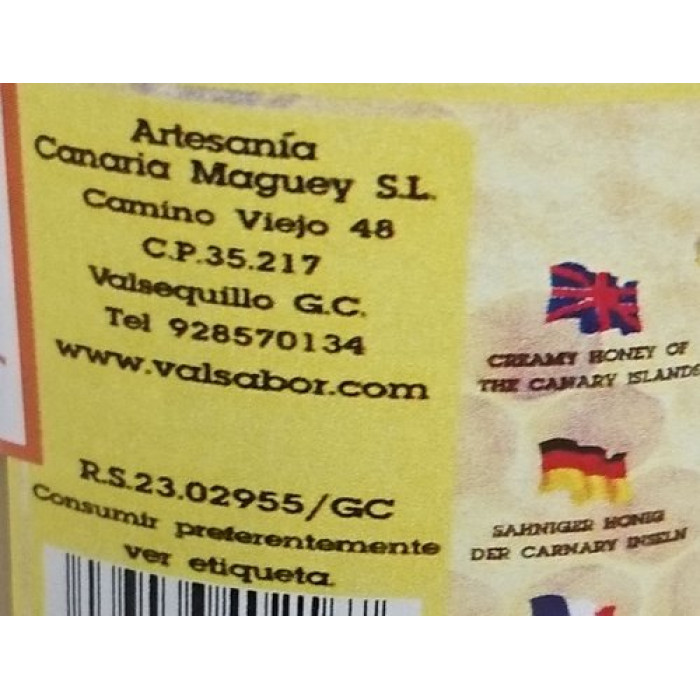 Artesanía
Canaria Maguey S.L.
Camino Viejo 48
C.P.35.217
Valsequillo G.C.
Tel 928570134
www.valsabor.com
R.S.23.02955/GC
Consumir preferentemente
ver etiqueta.
CREAMY HONEY OF
THE CANARY ISLANDS
SAHNIGER HONIG
DER CARNARY INSELN